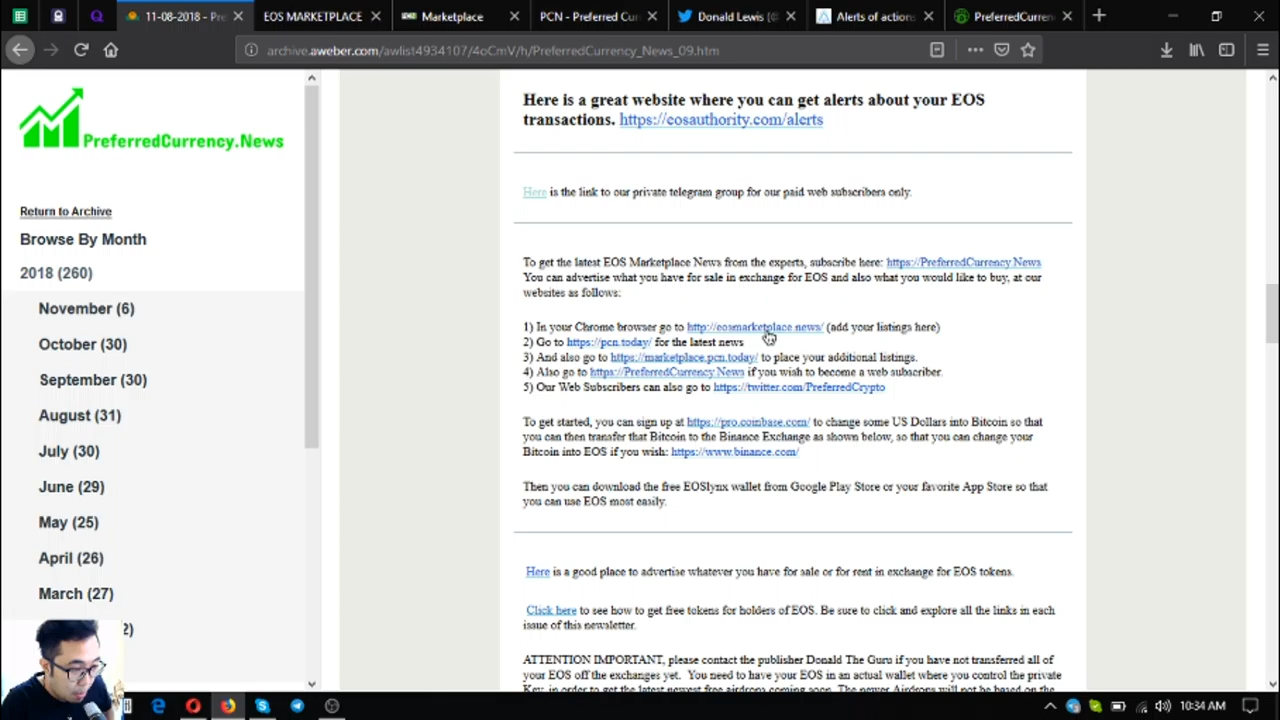 11-08-2018 - Pre
EOS MARKETPLACE
Marketplace
PCN - Preferred Cur
Donald Lewis (@
Alerts of action
PreferredCurren
archive.aweber.com/awlist4934107/4oCmV/h/PreferredCurrency_News_09.htm
PreferredCurrency.News
Return to Archive
Browse By Month
2018 (260)
November (6)
October (30)
September (30)
August (31)
July (30)
June (29)
May (25)
April (26)
March (27)
2)
Here is a great website where you can get alerts about your EOS
transactions. https://eosauthority.com/alerts
Here is the link to our private telegram group for our paid web subscribers only.
To get the latest EOS Marketplace News from the experts, subscribe here: https://PreferredCurrency.News
You can advertise what you have for sale in exchange for EOS and also what you would like to buy, at our
websites as follows:
1) In your Chrome browser go to http://eosmarketplace.news/ (add your listings here)
2) Go to https://pcn.today/ for the latest news
3) And also go to https://marketplace.pcn.today/ to place your additional listings.
4) Also go to https://PreferredCurrency.News if you wish to become a web subscriber.
5) Our Web Subscribers can also go to https://twitter.com/PreferredCrypto
To get started, you can sign up at https://pro.coinbase.com/ to change some US Dollars into Bitcoin so that
you can then transfer that Bitcoin to the Binance Exchange as shown below, so that you can change your
Bitcoin into EOS if you wish: https://www.binance.com/
Then you can download the free EOSlynx wallet from Google Play Store or your favorite App Store so that
you can use EOS most easily.
Here is a good place to advertise whatever you have for sale or for rent in exchange for EOS tokens.
Click here to see how to get free tokens for holders of EOS. Be sure to click and explore all the links in each
issue of this newsletter.
ATTENTION IMPORTANT, please contact the publisher Donald The Guru if you have not transferred all of
your EOS off the exchanges yet. You need to have your EOS in an actual wallet where you control the private
Key, in order to get the latest newest free airdrops coming soon. The newer Airdrops will not be based on the
10:34 AM